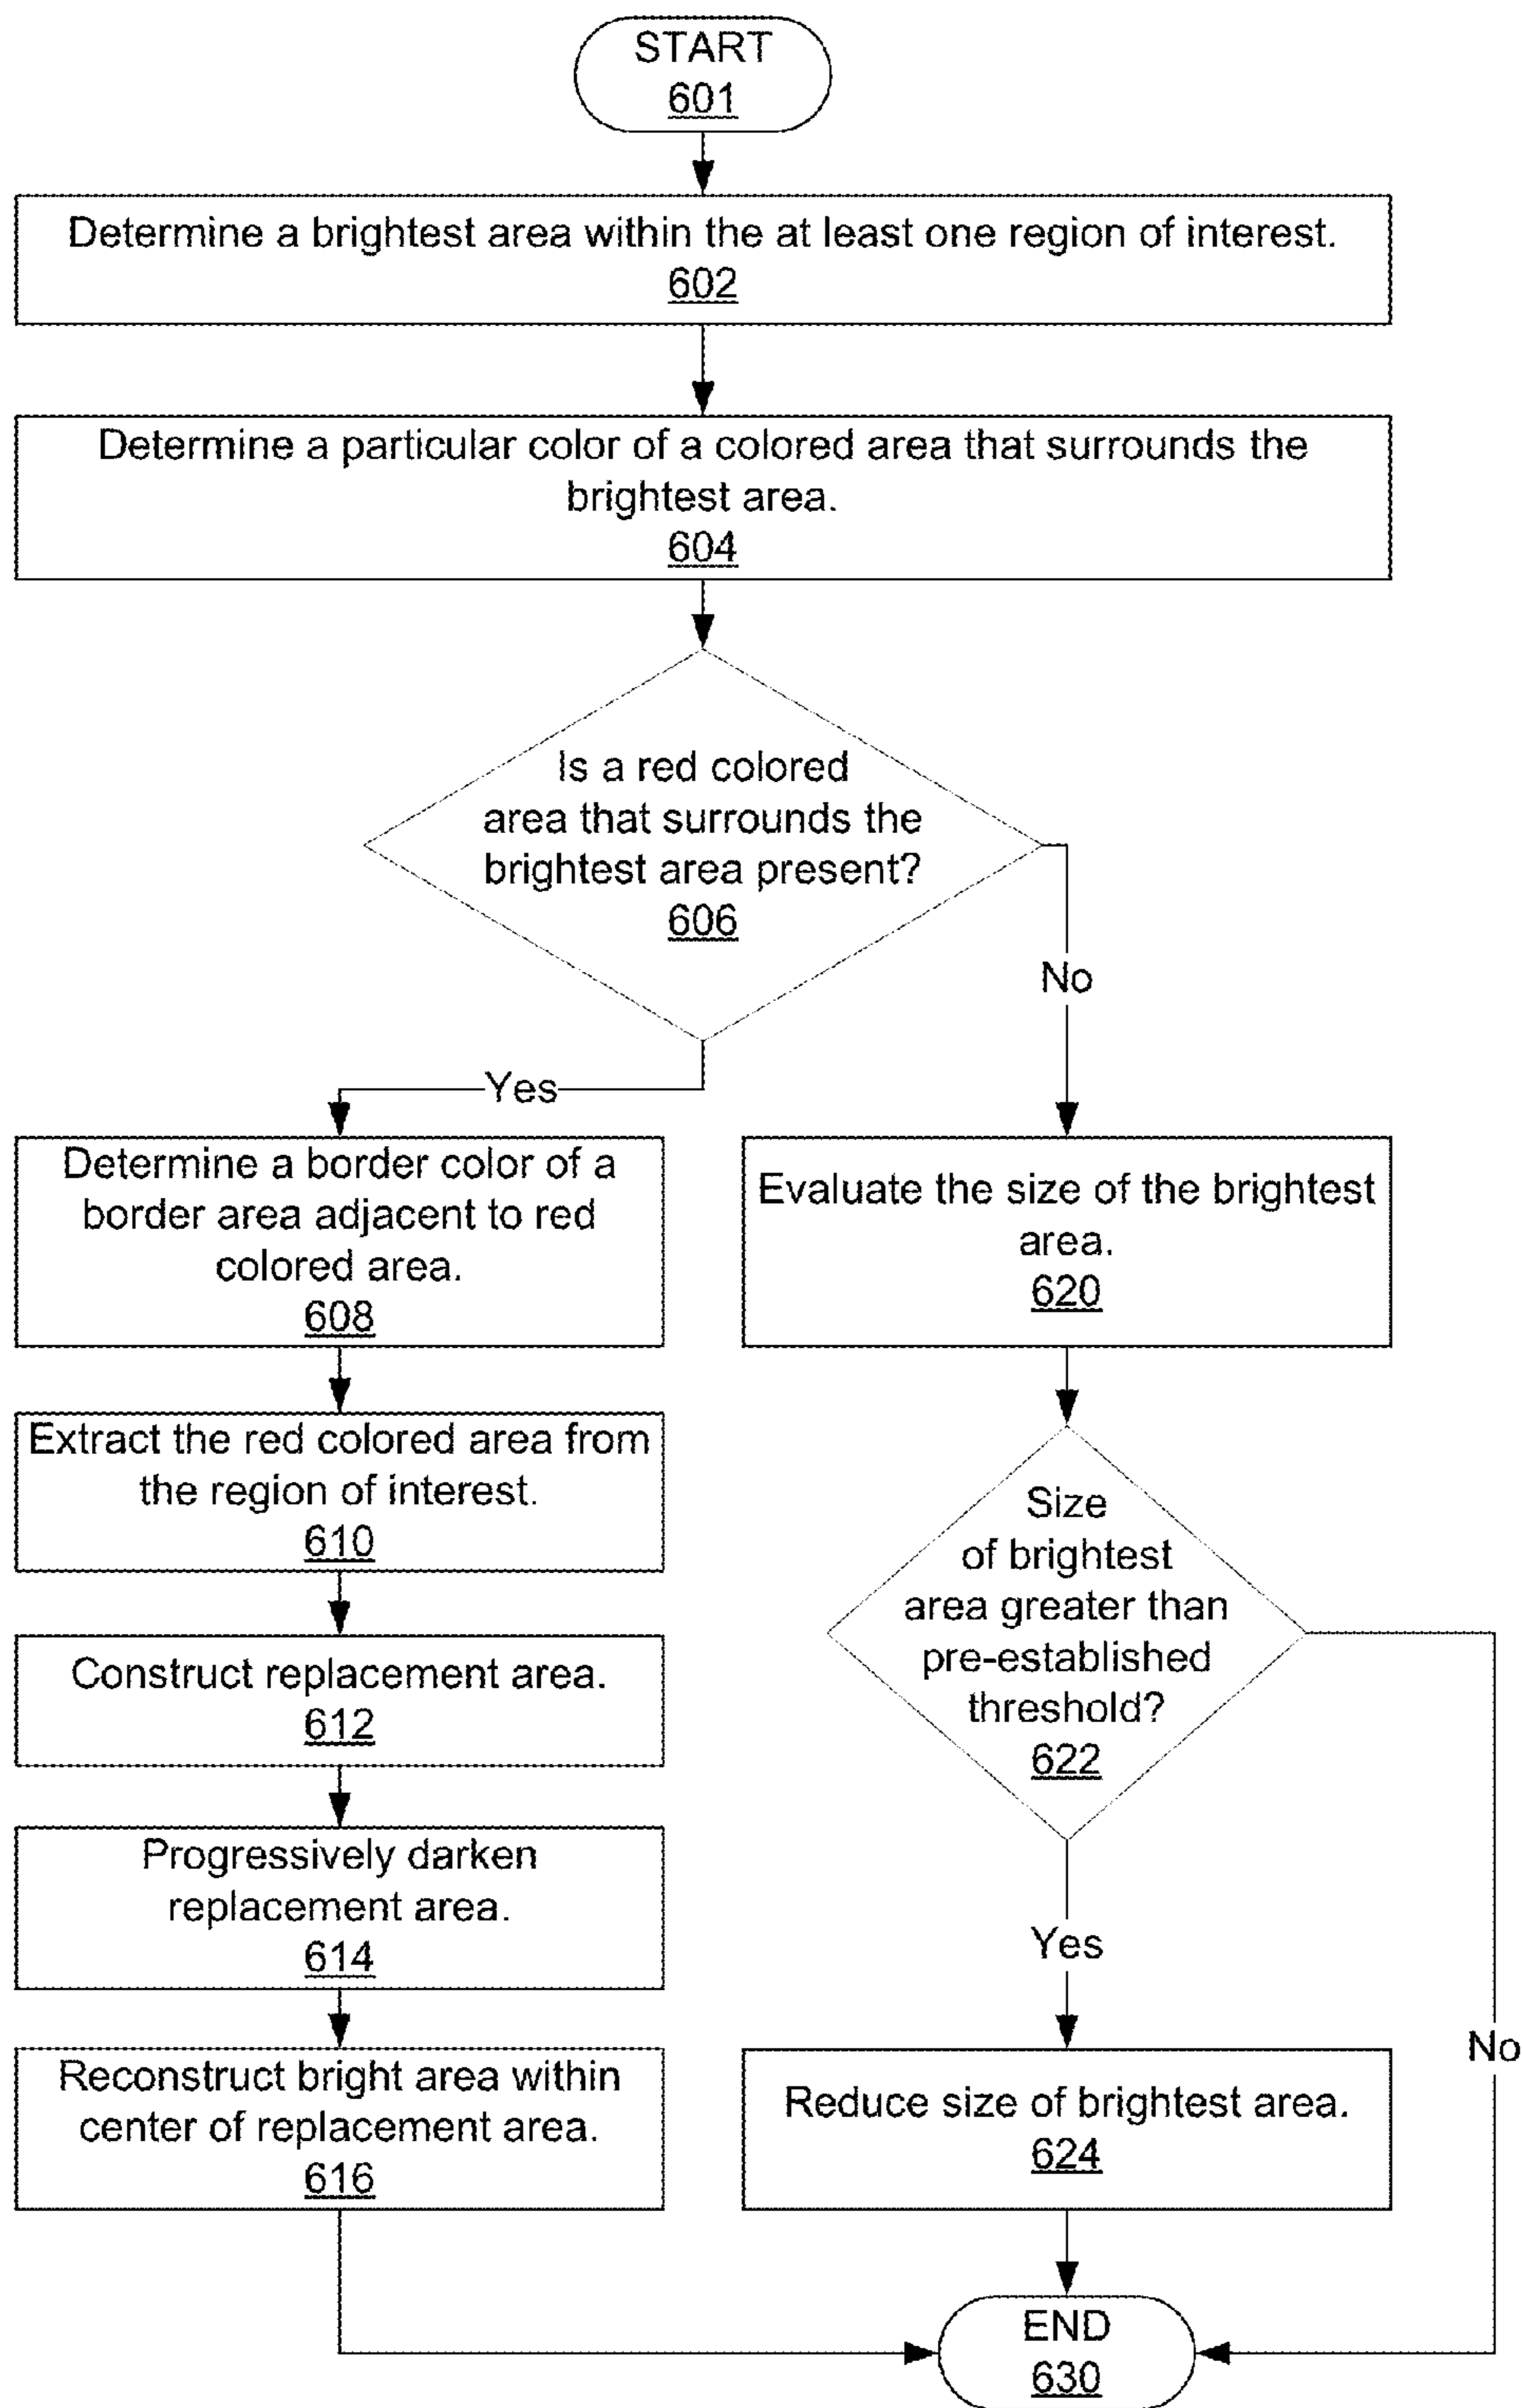 START
601
Determine a brightest area within the at least one region of interest.
602
Determine a particular color of a colored area that surrounds the
brightest area.
604
Is a red colored
area that surrounds the
brightest area present?
606
No
Yes
Determine a border color of a
border area adjacent to red
colored area.
608
Evaluate the size of the brightest
area.
620
Extract the red colored area from
the region of interest.
610
Size
of brightest
area greater than
pre-established
threshold?
622
Construct replacement area.
612
Progressively darken
replacement area.
614
Yes
No
Reconstruct bright area within
center of replacement area.
616
Reduce size of brightest area.
624
END
630